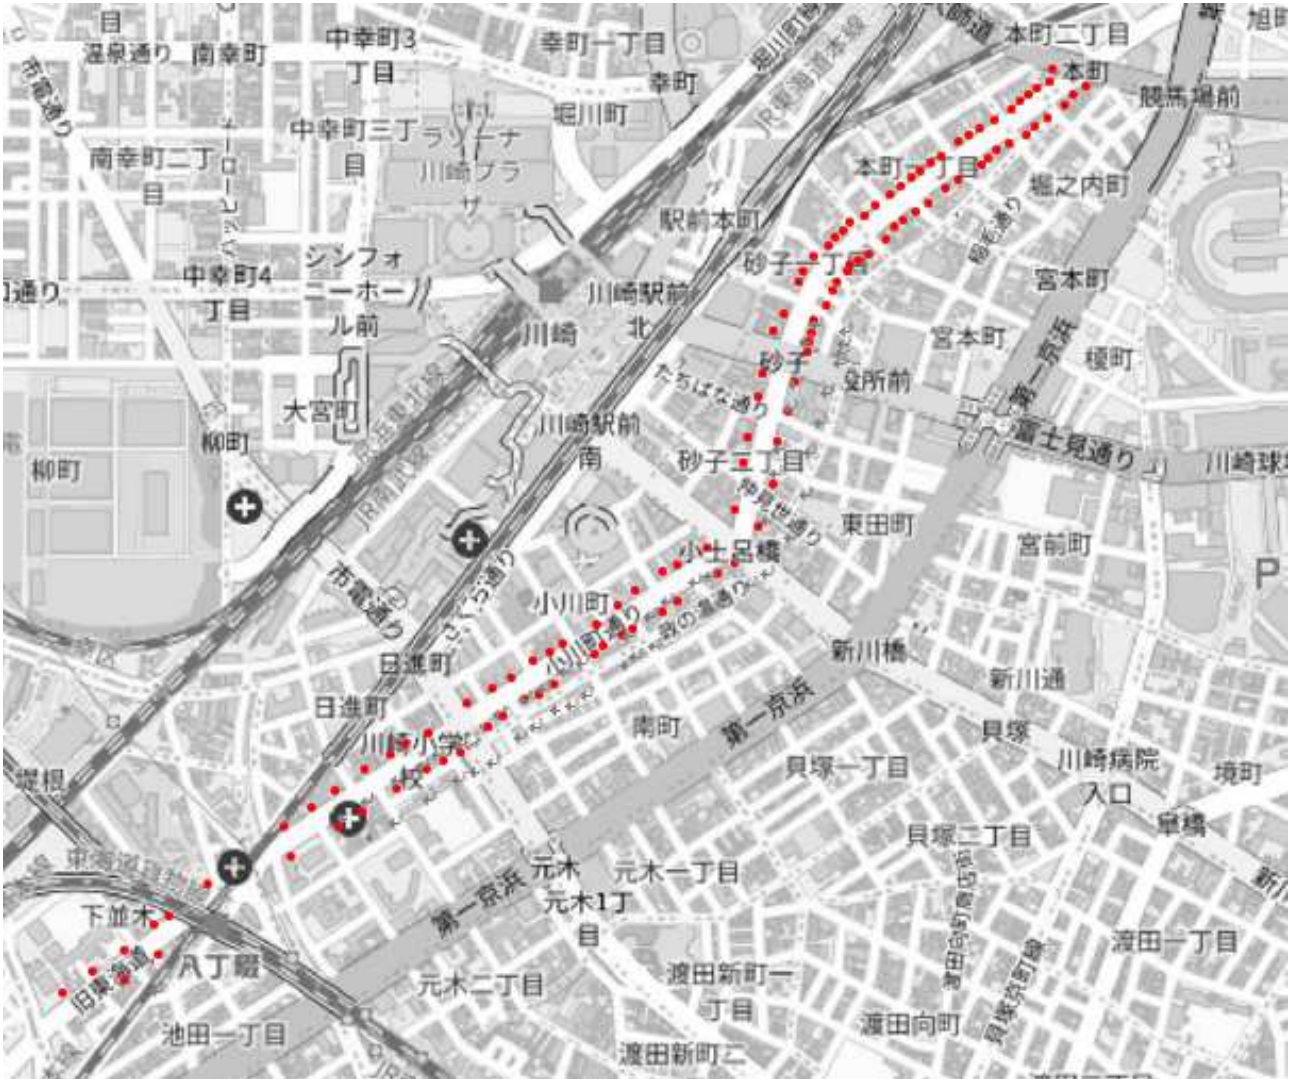 目
温泉通り
南幸町
中幸町3
丁目
幸町一丁目
幸町
堀川町
本町二丁目
旭町
本町
競馬場前
市電通り
JR東海道本線
南幸町二丁
目
中幸町三丁
目
ラゾーナ
川崎プラ
ザ
本町一丁目
堀之内町
駅前本町
稲毛通り
シンフォ
ニーホー
ル前
中幸町4
丁目
砂子一丁目
宮本町
川崎駅前
北
川崎
砂子
宮本町
榎町
役所前
第一京浜
たちばな通り
大宮町
川崎駅前
南
柳町
柳町
砂子二丁目
富士見通り
仲見世通り
東田町
宮前町
小土呂橋
P
市電通り
さくら通り
小川町
小川町通り
新川橋
新川通
日進町
日進町
南町
第一京浜
貝塚
川崎小学
校
貝塚一丁目
川崎病院
入口
境町
堤根
貝塚二丁目
元木
元木一丁目
第一京浜
元木1丁
目
下並木
旧東海道
八丁畷
元木二丁目
渡田新町一
丁目
渡田一丁目
池田一丁目
渡田向町
渡田新町二